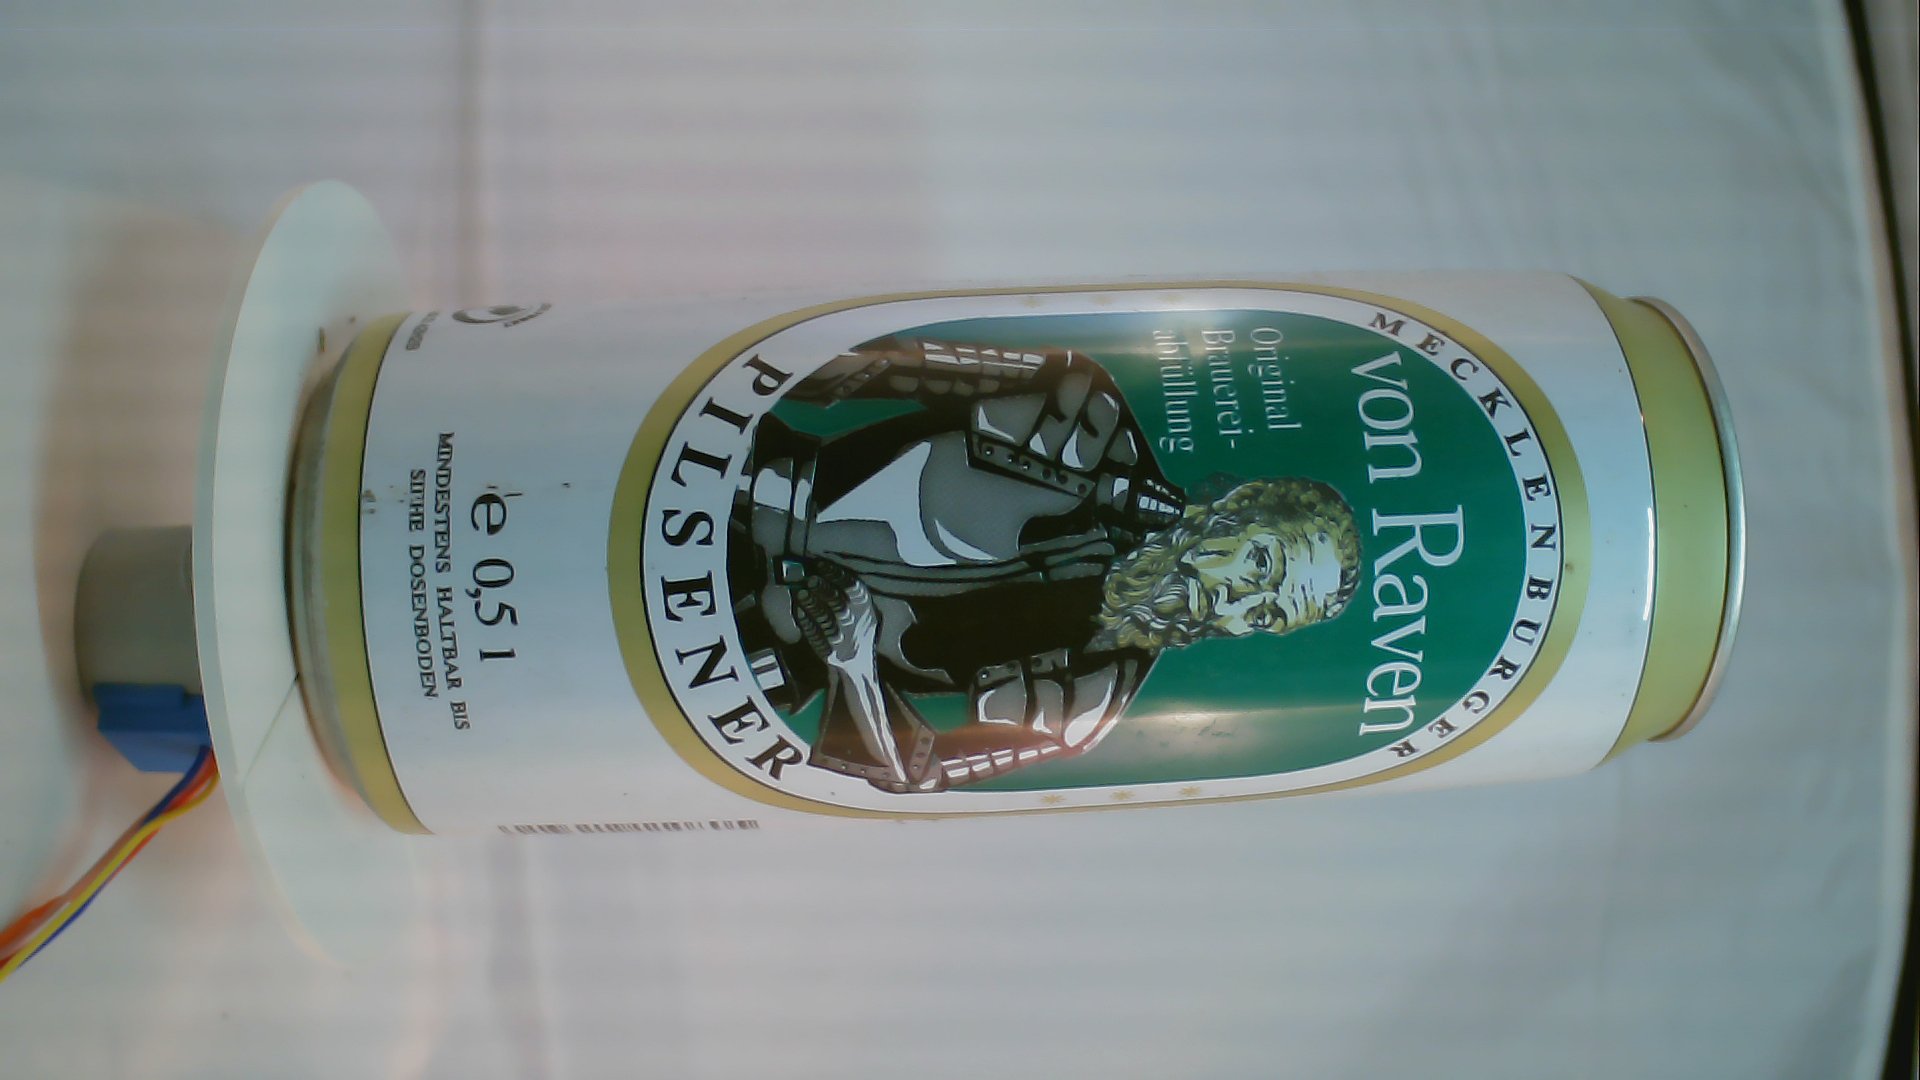 MECKLENBURGER
von Raven
Original
Brauerei-
abfüllung
PILSENER
e 0,5 l
MINDESTENS HALTBAR BIS
SIEHE DOSENBODEN